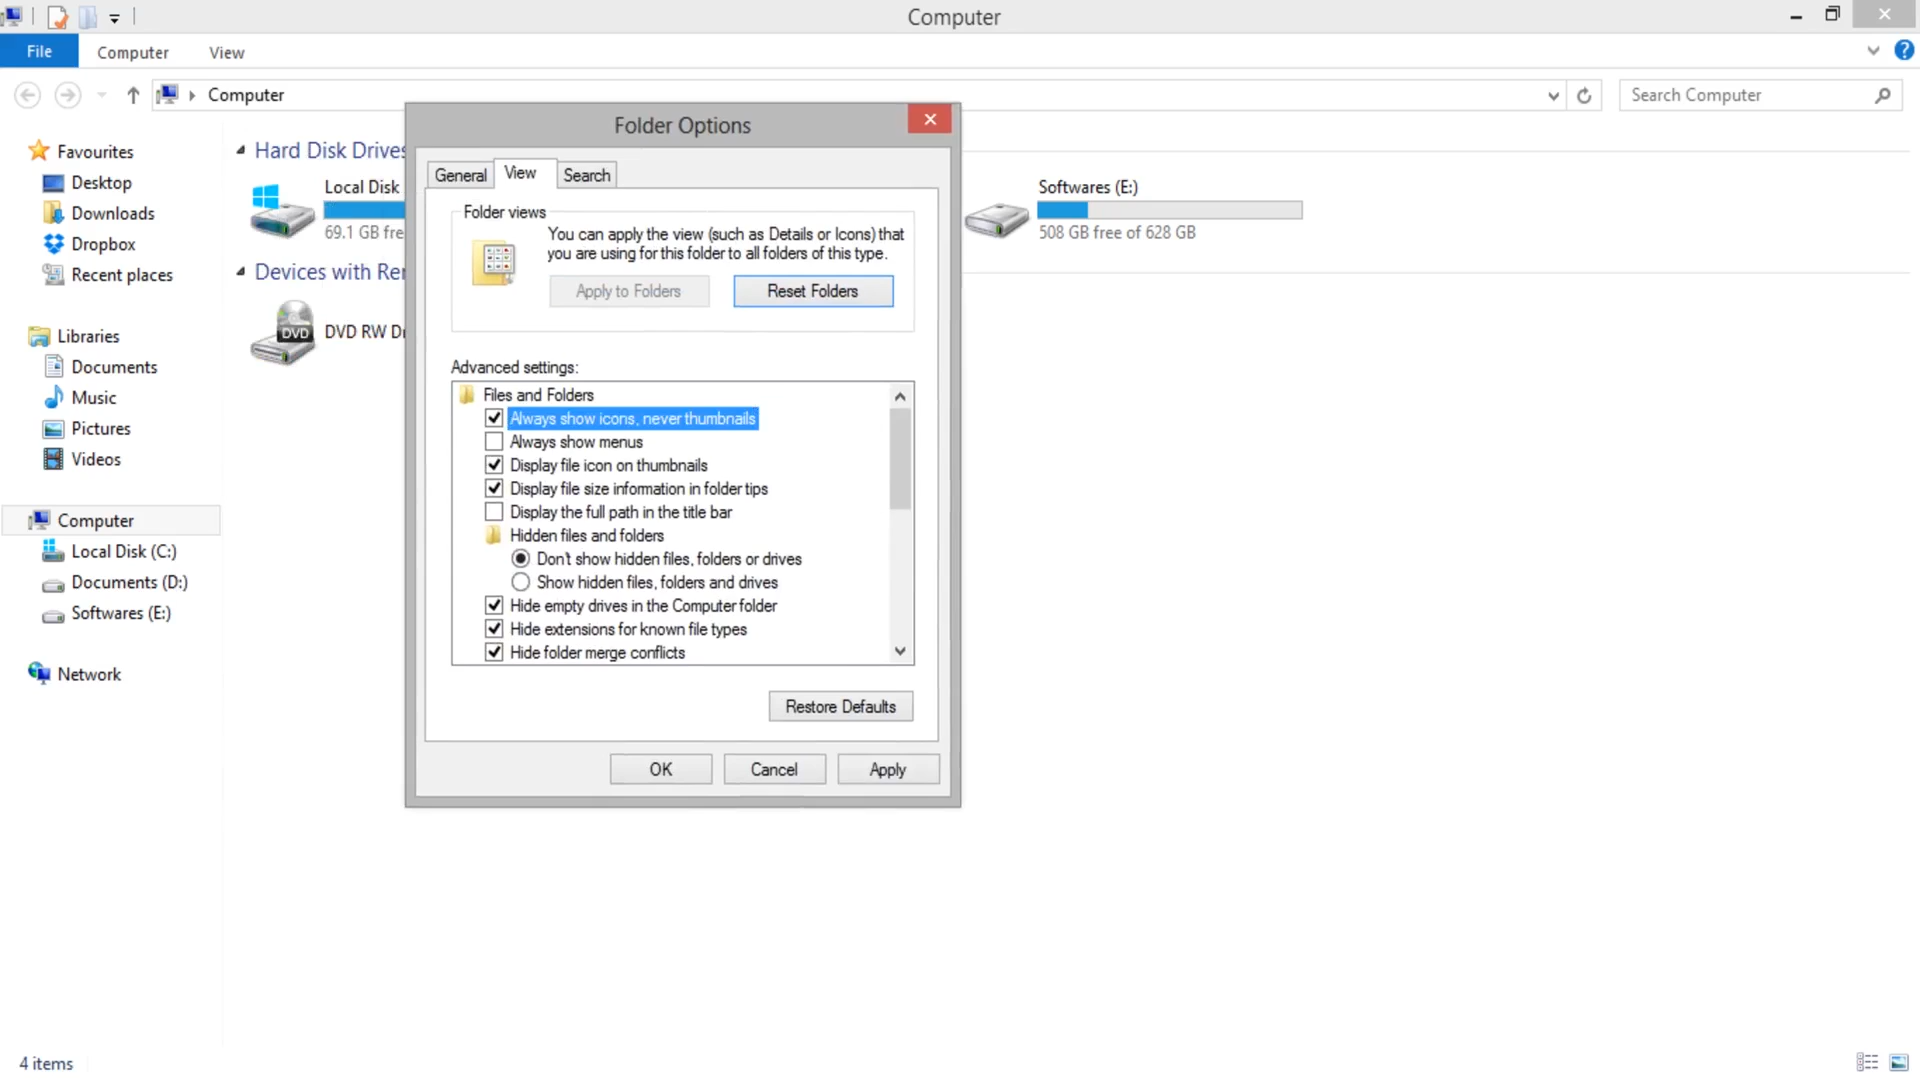 Computer
File
Computer
View
Computer
Search Computer
Favourites
Desktop
Downloads
Dropbox
Recent places
Libraries
Documents
Music
Pictures
Videos
Computer
Local Disk (C:)
Documents (D:)
Softwares (E:)
Network
Hard Disk Drives
Local Disk
69.1 GB fre
Devices with Rer
DVD RW Dr
DVD
Softwares (E:)
508 GB free of 628 GB
Folder Options
General
View
Search
Folder views
You can apply the view (such as Details or Icons) that
you are using for this folder to all folders of this type.
Apply to Folders
Reset Folders
Advanced settings:
Files and Folders
Always show icons, never thumbnails
Always show menus
Display file icon on thumbnails
Display file size information in folder tips
Display the full path in the title bar
Hidden files and folders
Don't show hidden files, folders or drives
Show hidden files, folders and drives
Hide empty drives in the Computer folder
Hide extensions for known file types
Hide folder merge conflicts
Restore Defaults
OK
Cancel
Apply
4 items